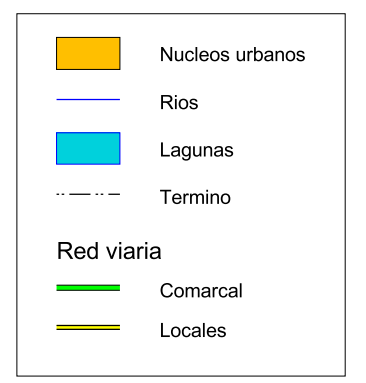 Nucleos urbanos
Rios
Lagunas
Termino
Red viaria
Comarcal
Locales